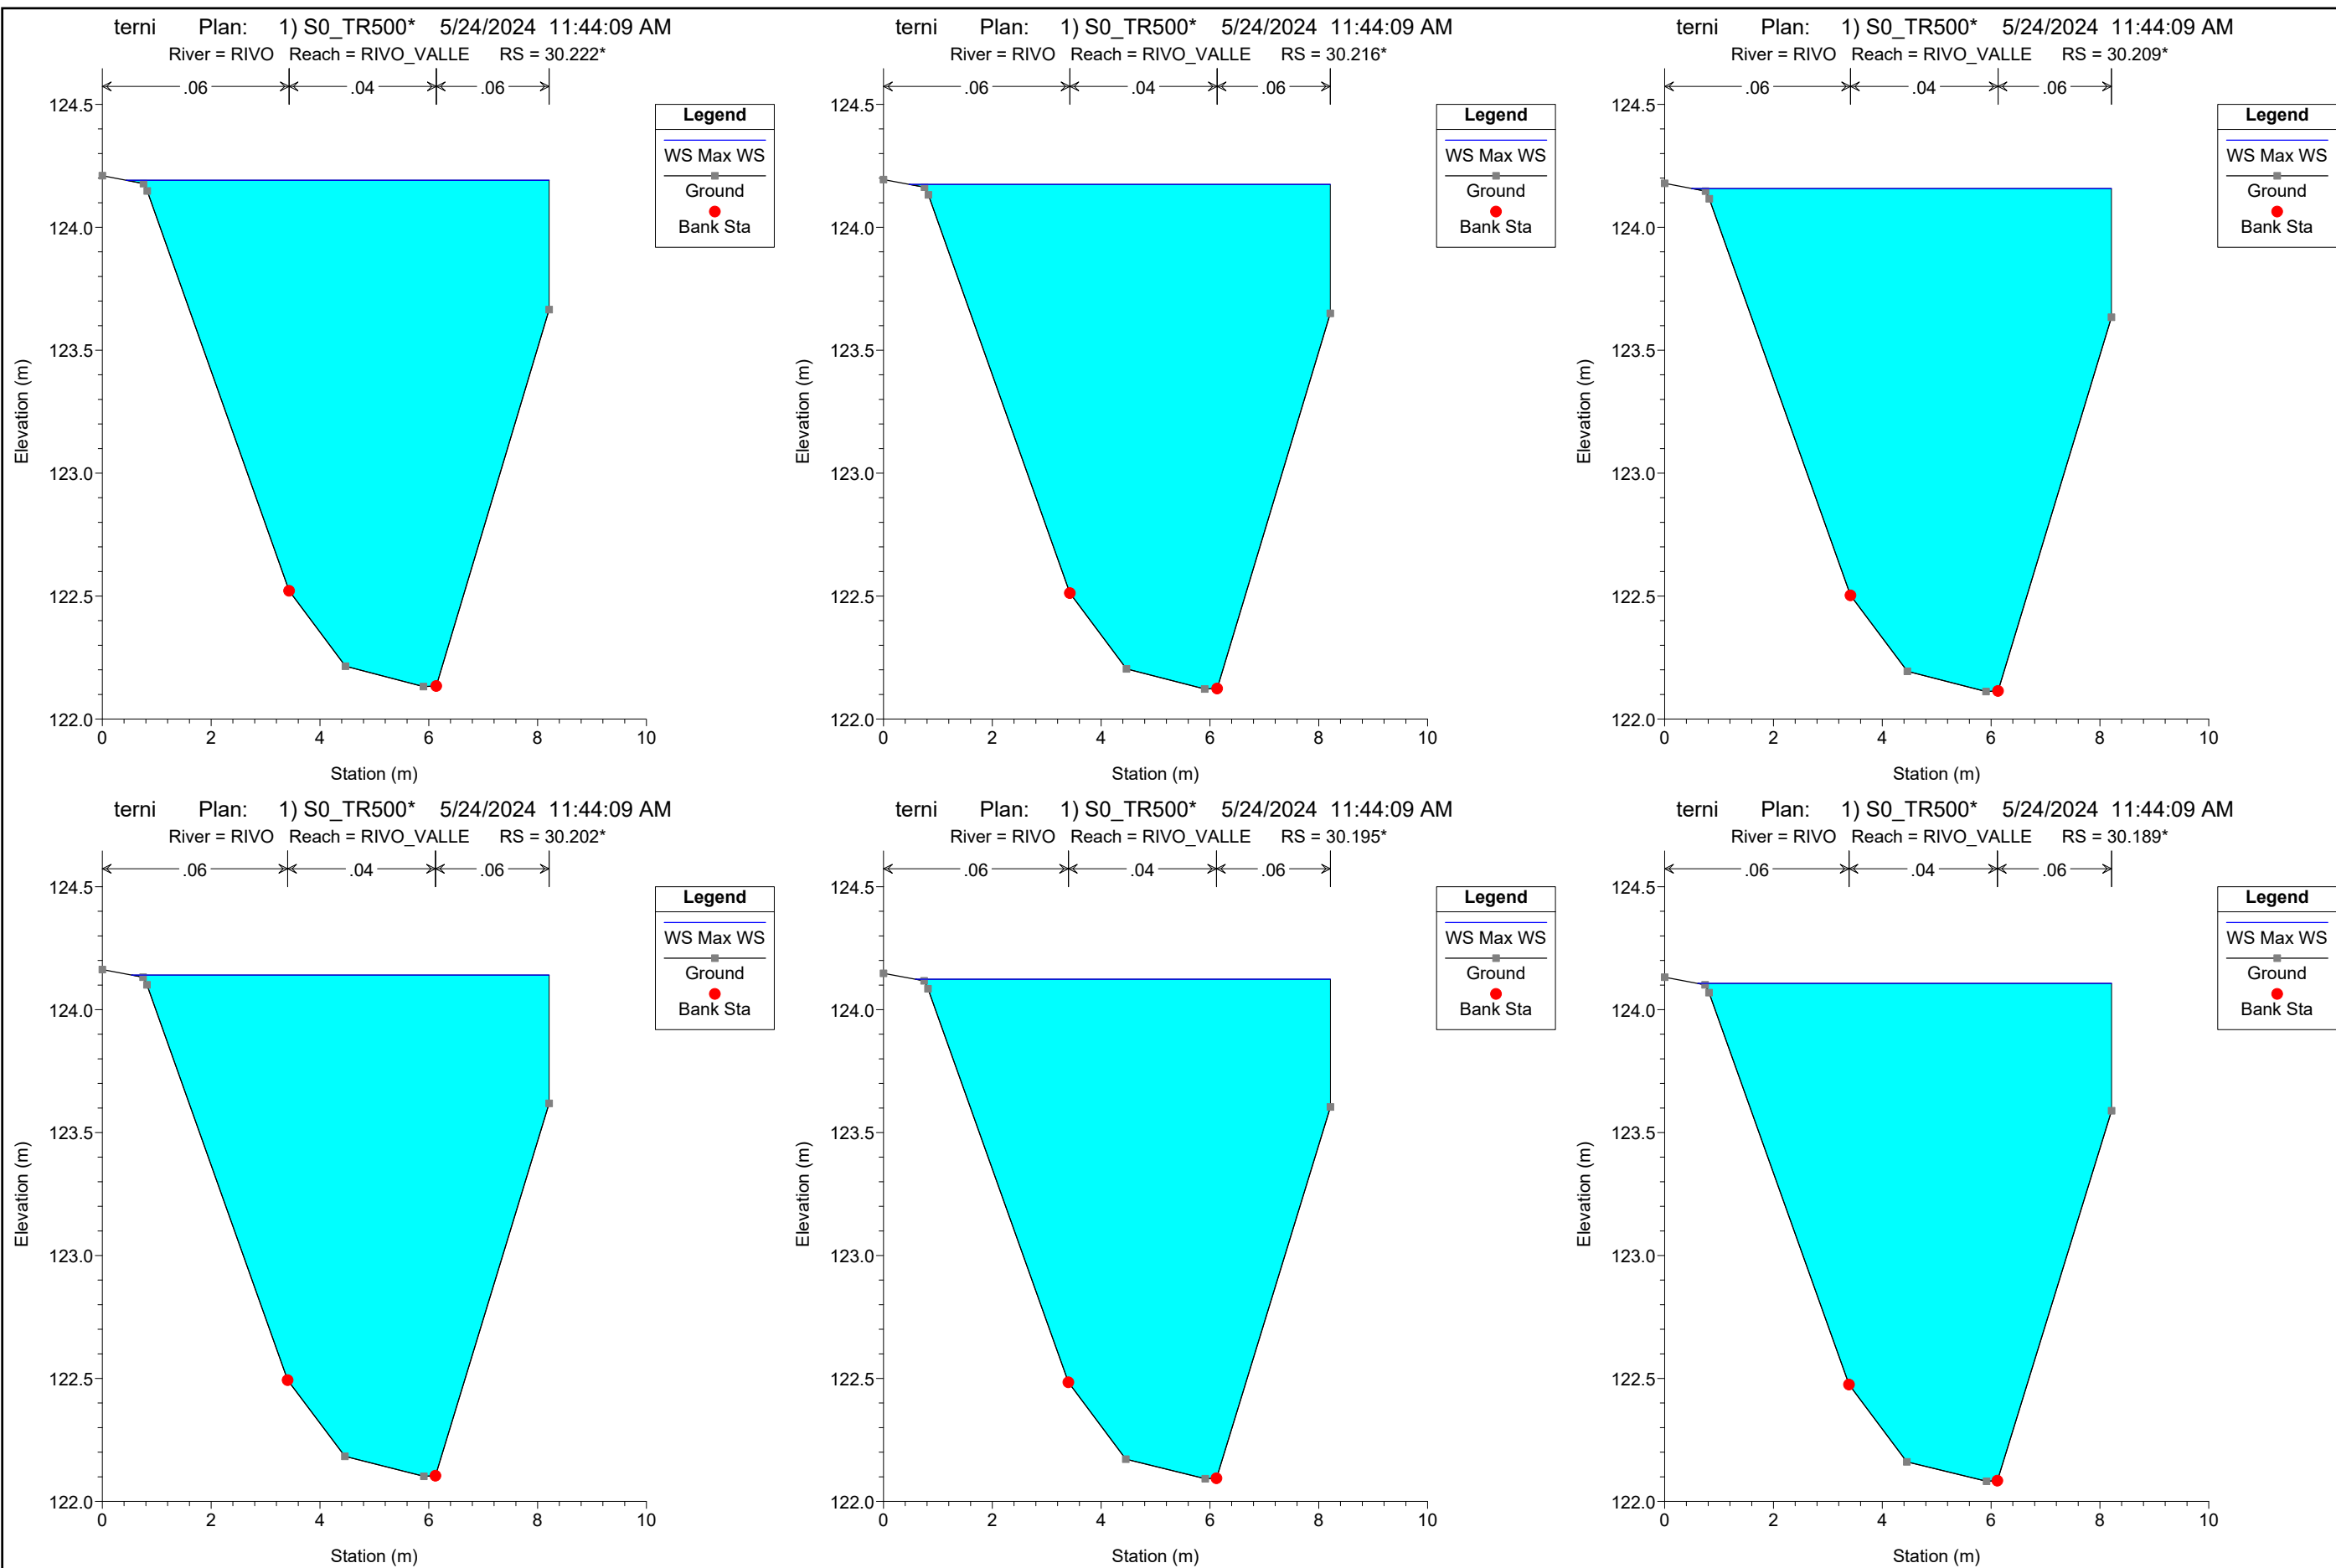 terni Plan: 1) S0_TR500* 5/24/2024 11:44:09 AM
River = RIVO Reach = RIVO_VALLE RS = 30.222*
.06 .04 .06
124.5
124.0
123.5
123.0
122.5
122.0
Elevation (m)
0 2 4 6 8 10
Station (m)
Legend
WS Max WS
Ground
Bank Sta
terni Plan: 1) S0_TR500* 5/24/2024 11:44:09 AM
River = RIVO Reach = RIVO_VALLE RS = 30.216*
.06 .04 .06
124.5
124.0
123.5
123.0
122.5
122.0
Elevation (m)
0 2 4 6 8 10
Station (m)
Legend
WS Max WS
Ground
Bank Sta
terni Plan: 1) S0_TR500* 5/24/2024 11:44:09 AM
River = RIVO Reach = RIVO_VALLE RS = 30.209*
.06 .04 .06
124.5
124.0
123.5
123.0
122.5
122.0
Elevation (m)
0 2 4 6 8 10
Station (m)
Legend
WS Max WS
Ground
Bank Sta
terni Plan: 1) S0_TR500* 5/24/2024 11:44:09 AM
River = RIVO Reach = RIVO_VALLE RS = 30.202*
.06 .04 .06
124.5
124.0
123.5
123.0
122.5
122.0
Elevation (m)
0 2 4 6 8 10
Station (m)
Legend
WS Max WS
Ground
Bank Sta
terni Plan: 1) S0_TR500* 5/24/2024 11:44:09 AM
River = RIVO Reach = RIVO_VALLE RS = 30.195*
.06 .04 .06
124.5
124.0
123.5
123.0
122.5
122.0
Elevation (m)
0 2 4 6 8 10
Station (m)
Legend
WS Max WS
Ground
Bank Sta
terni Plan: 1) S0_TR500* 5/24/2024 11:44:09 AM
River = RIVO Reach = RIVO_VALLE RS = 30.189*
.06 .04 .06
124.5
124.0
123.5
123.0
122.5
122.0
Elevation (m)
0 2 4 6 8 10
Station (m)
Legend
WS Max WS
Ground
Bank Sta